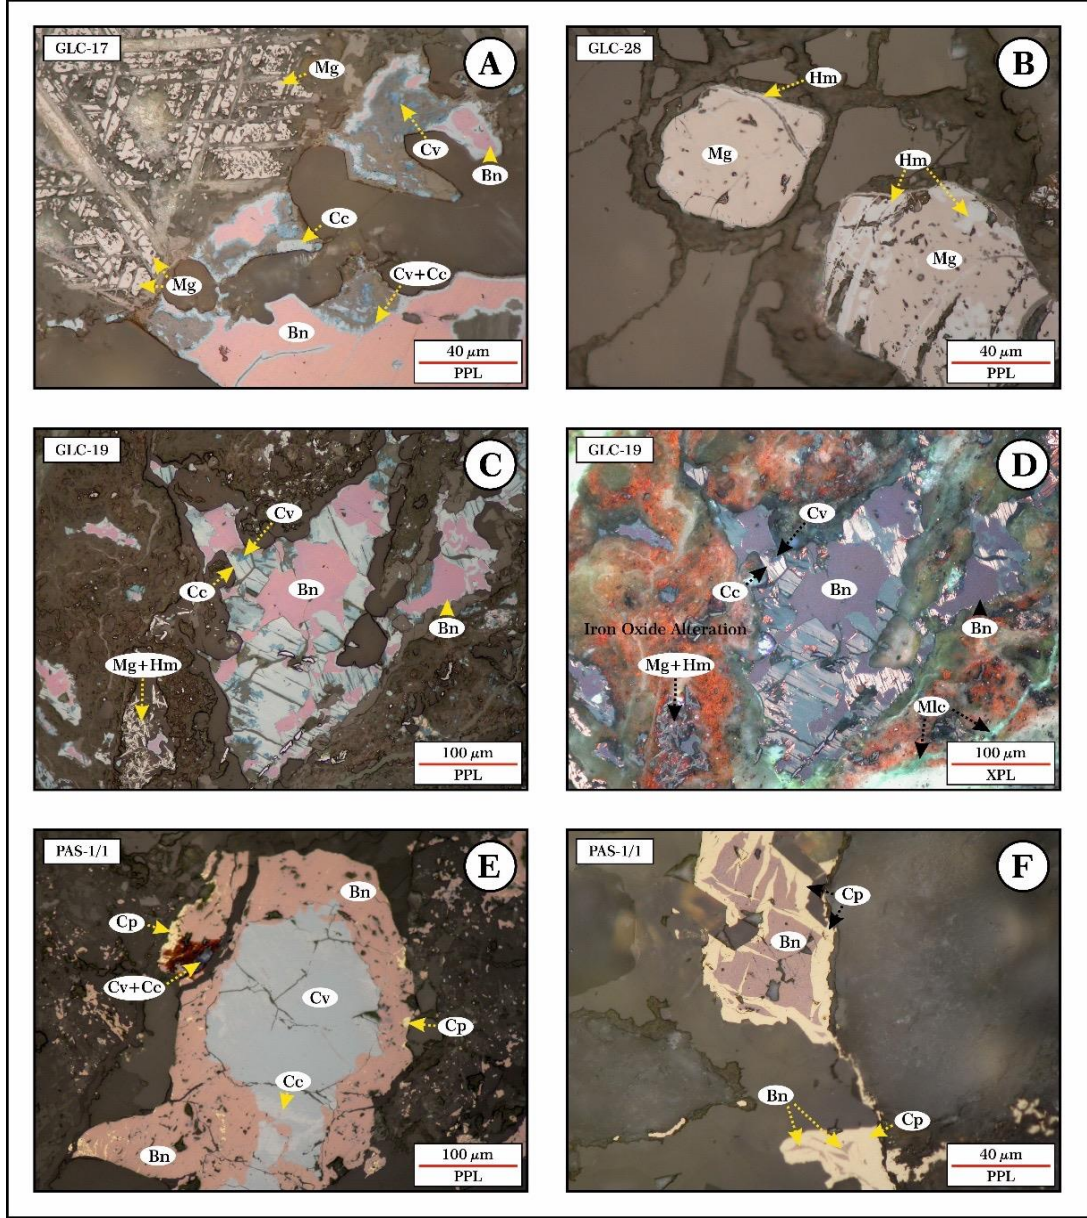 GLC-17
A
Mg
Cv
Bn
Cc
Mg
Cv+Cc
Bn
40 μm
PPL
GLC-28
B
Hm
Mg
Hm
Mg
40 μm
PPL
GLC-19
C
Cv
Cc
Bn
Bn
Mg+Hm
100 μm
PPL
GLC-19
D
Cv
Cc
Bn
Bn
Iron Oxide Alteration
Mg+Hm
Mlc
100 μm
XPL
PAS-1/1
E
Bn
Cp
Cv+Cc
Cv
Cp
Cc
Bn
100 μm
PPL
PAS-1/1
F
Cp
Bn
Bn
Cp
40 μm
PPL